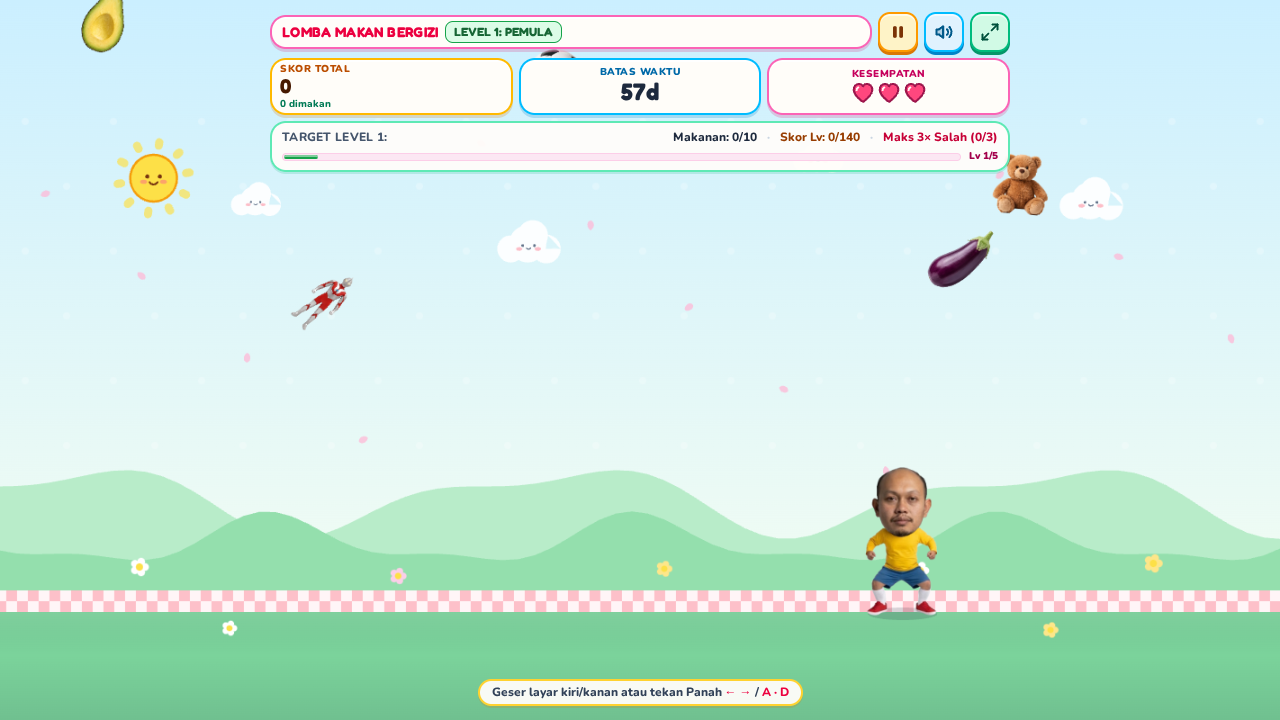 LOMBA MAKAN BERGIZI LEVEL 1: PEMULA
SKOR TOTAL
0
0 dimakan
BATAS WAKTU
57d
KESEMPATAN
TARGET LEVEL 1: Makanan: 0/10 · Skor Lv: 0/140 · Maks 3× Salah (0/3)
Lv 1/5
Geser layar kiri/kanan atau tekan Panah ← → / A · D